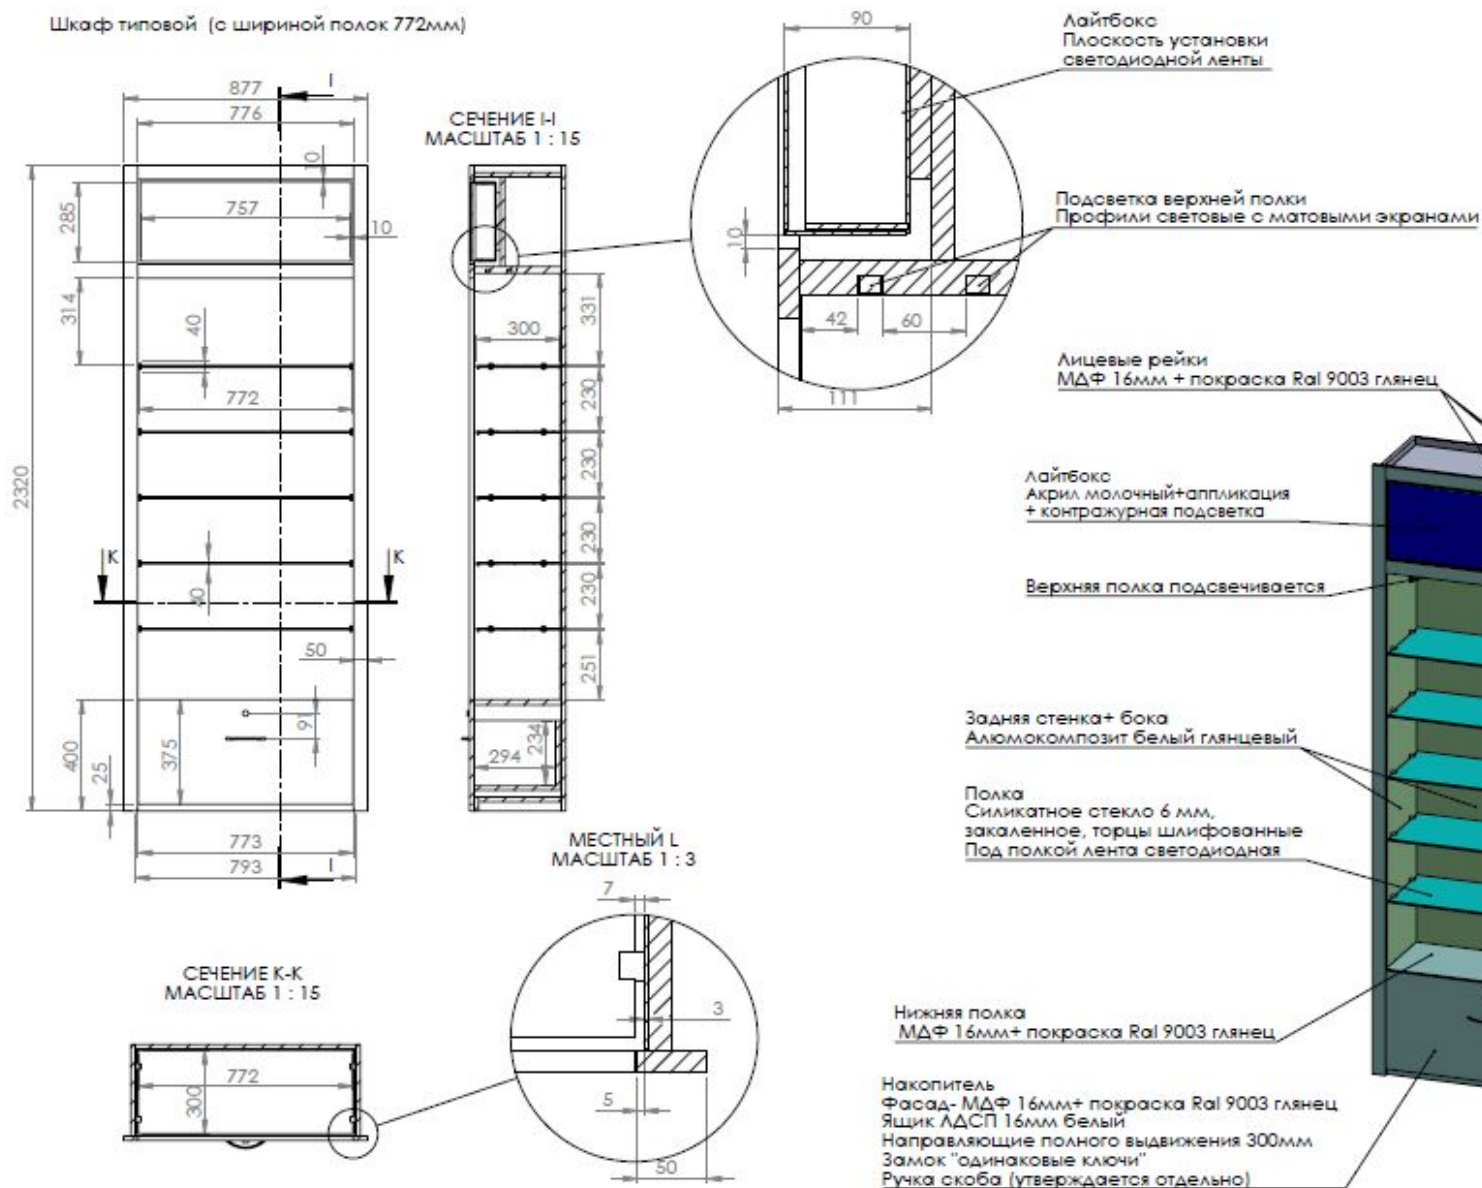 Шкаф типовой (с шириной полок 772мм)
877
776
I
10
285
757
10
314
40
772
2320
K
K
40
50
91
400
375
25
773
793
I
СЕЧЕНИЕ I-I
МАСШТАБ 1 : 15
300
331
230
230
230
230
251
234
294
90
10
42
60
111
Лайтбокс
Плоскость установки
светодиодной ленты
Подсветка верхней полки
Профили световые с матовыми экранами
Лицевые рейки
МДФ 16мм + покраска Ral 9003 глянец
Лайтбокс
Акрил молочный+аппликация
+ контражурная подсветка
Верхняя полка подсвечивается
Задняя стенка+ бока
Алюмокомпозит белый глянцевый
Полка
Силикатное стекло 6 мм,
закаленное, торцы шлифованные
Под полкой лента светодиодная
МЕСТНЫЙ L
МАСШТАБ 1 : 3
7
3
5
50
СЕЧЕНИЕ К-К
МАСШТАБ 1 : 15
772
300
Нижняя полка
МДФ 16мм+ покраска Ral 9003 глянец
Накопитель
Фасад- МДФ 16мм+ покраска Ral 9003 глянец
Ящик ЛДСП 16мм белый
Направляющие полного выдвижения 300мм
Замок "одинаковые ключи"
Ручка скоба (утверждается отдельно)